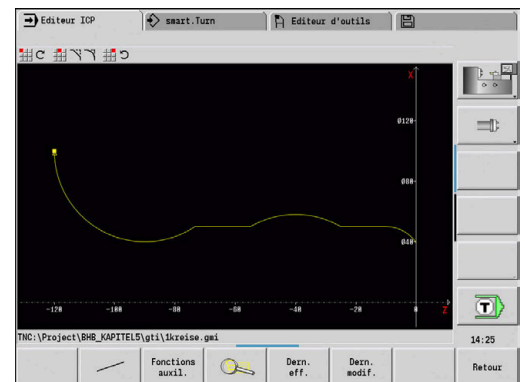 Editeur ICP
smart.Turn
Editeur d'outils
X
Ø120
Ø80
Ø40
-120
-100
-80
-60
-40
-20
0
Z
TNC:\Project\BHB_KAPITEL5\gti\1kreise.gmi
T
14:25
Fonctions auxil.
Dern. eff.
Dern. modif.
Retour